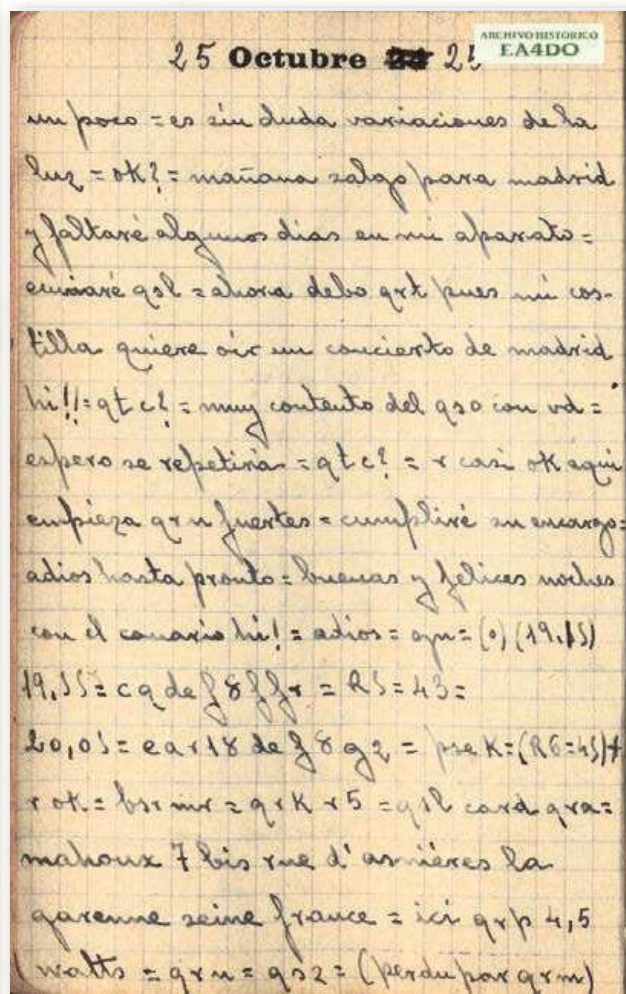 ARCHIVO HISTORICO
EA4DO
25 Octubre 24 25
un poco = es sin duda variaciones de la
luz = ok? = mañana salgo para madrid
y faltaré algunos dias en mi aparato =
enviaré qsl = ahora debo qrt pues mi cos-
tilla quiere oir un concierto de madrid
hi!! = qtc? = muy contento del qso con vd =
espero se repetiria = qtc? = r casi ok aqui
empieza qrn fuertes = cumpliré su encargo =
adios hasta pronto = buenas y felices noches
con el canario hi! = adios = = (0) (19,15)
19,55 = cq de f8ffr = R5 = 43 =
20,05 = ear18 de f8gz = pse K = (R6 = 45) +
r ok = bsr mr = qrk r5 = qsl card qra =
mahoux 7 bis rue d'asnières la
garenne seine france = ici qrp 4,5
watts = qrn = qsz = (perdu par qrm)